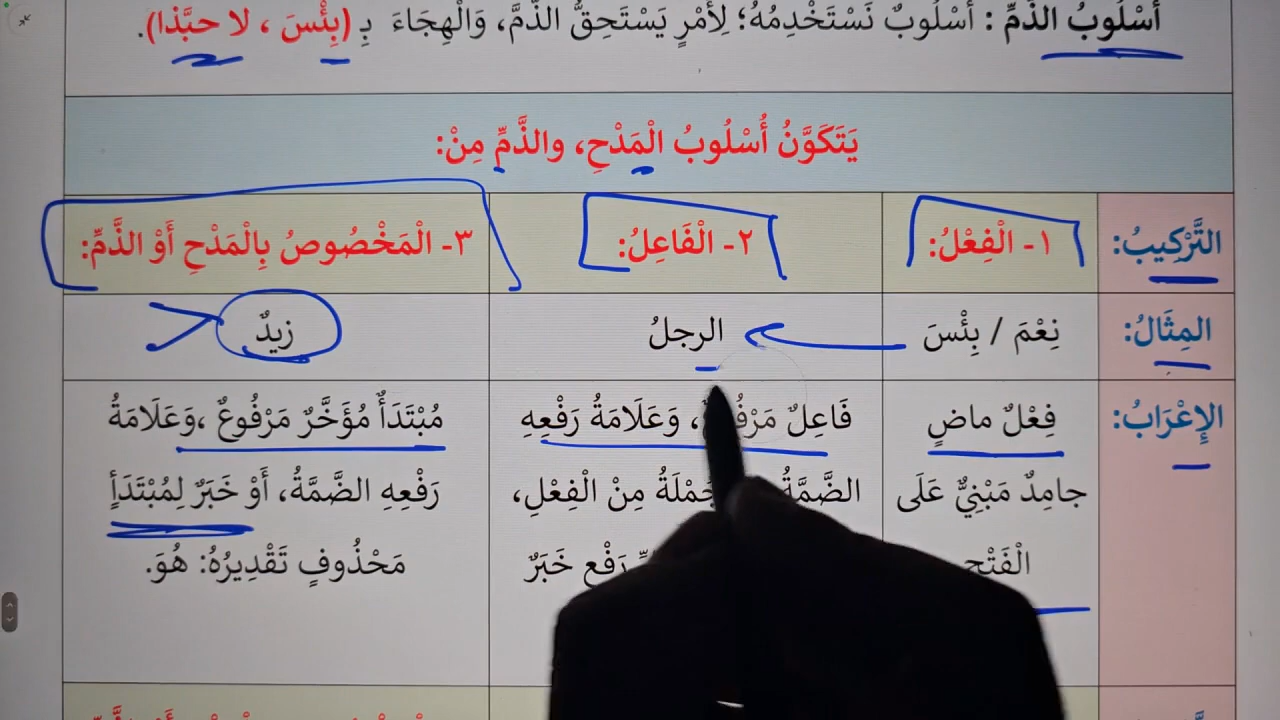 أُسْلُوبُ الذَّمِّ : أُسْلُوبٌ نَسْتَخْدِمُهُ؛ لِأَمْرٍ يَسْتَحِقُّ الذَّمَّ، وَالْهِجَاءَ بِـ (بِئْسَ ، لا حبَّذا).
يَتَكَوَّنُ أُسْلُوبُ الْمَدْحِ، والذَّمِّ مِنْ:
التَّرْكِيبُ: ١- الْفِعْلُ: ٢- الْفَاعِلُ: ٣- الْمَخْصُوصُ بِالْمَدْحِ أَوْ الذَّمِّ:
المِثَالُ: نِعْمَ / بِئْسَ الرجلُ زيدٌ
الإِعْرَابُ: فِعْلٌ ماضٍ فَاعِلٌ ، وَعَلَامَةُ رَفْعِهِ مُبْتَدَأٌ مُؤَخَّرٌ مَرْفُوعٌ ،وَعَلَامَةُ
جامِدٌ مَبْنِيٌّ عَلَى الضَّمَّةُ مِنْ الْفِعْلِ، رَفْعِهِ الضَّمَّةُ، أَوْ خَبَرٌ لِمُبْتَدَأٍ
الْفَتْحِ رَفْعِ خَبَرٌ مَحْذُوفٍ تَقْدِيرُهُ: هُوَ.